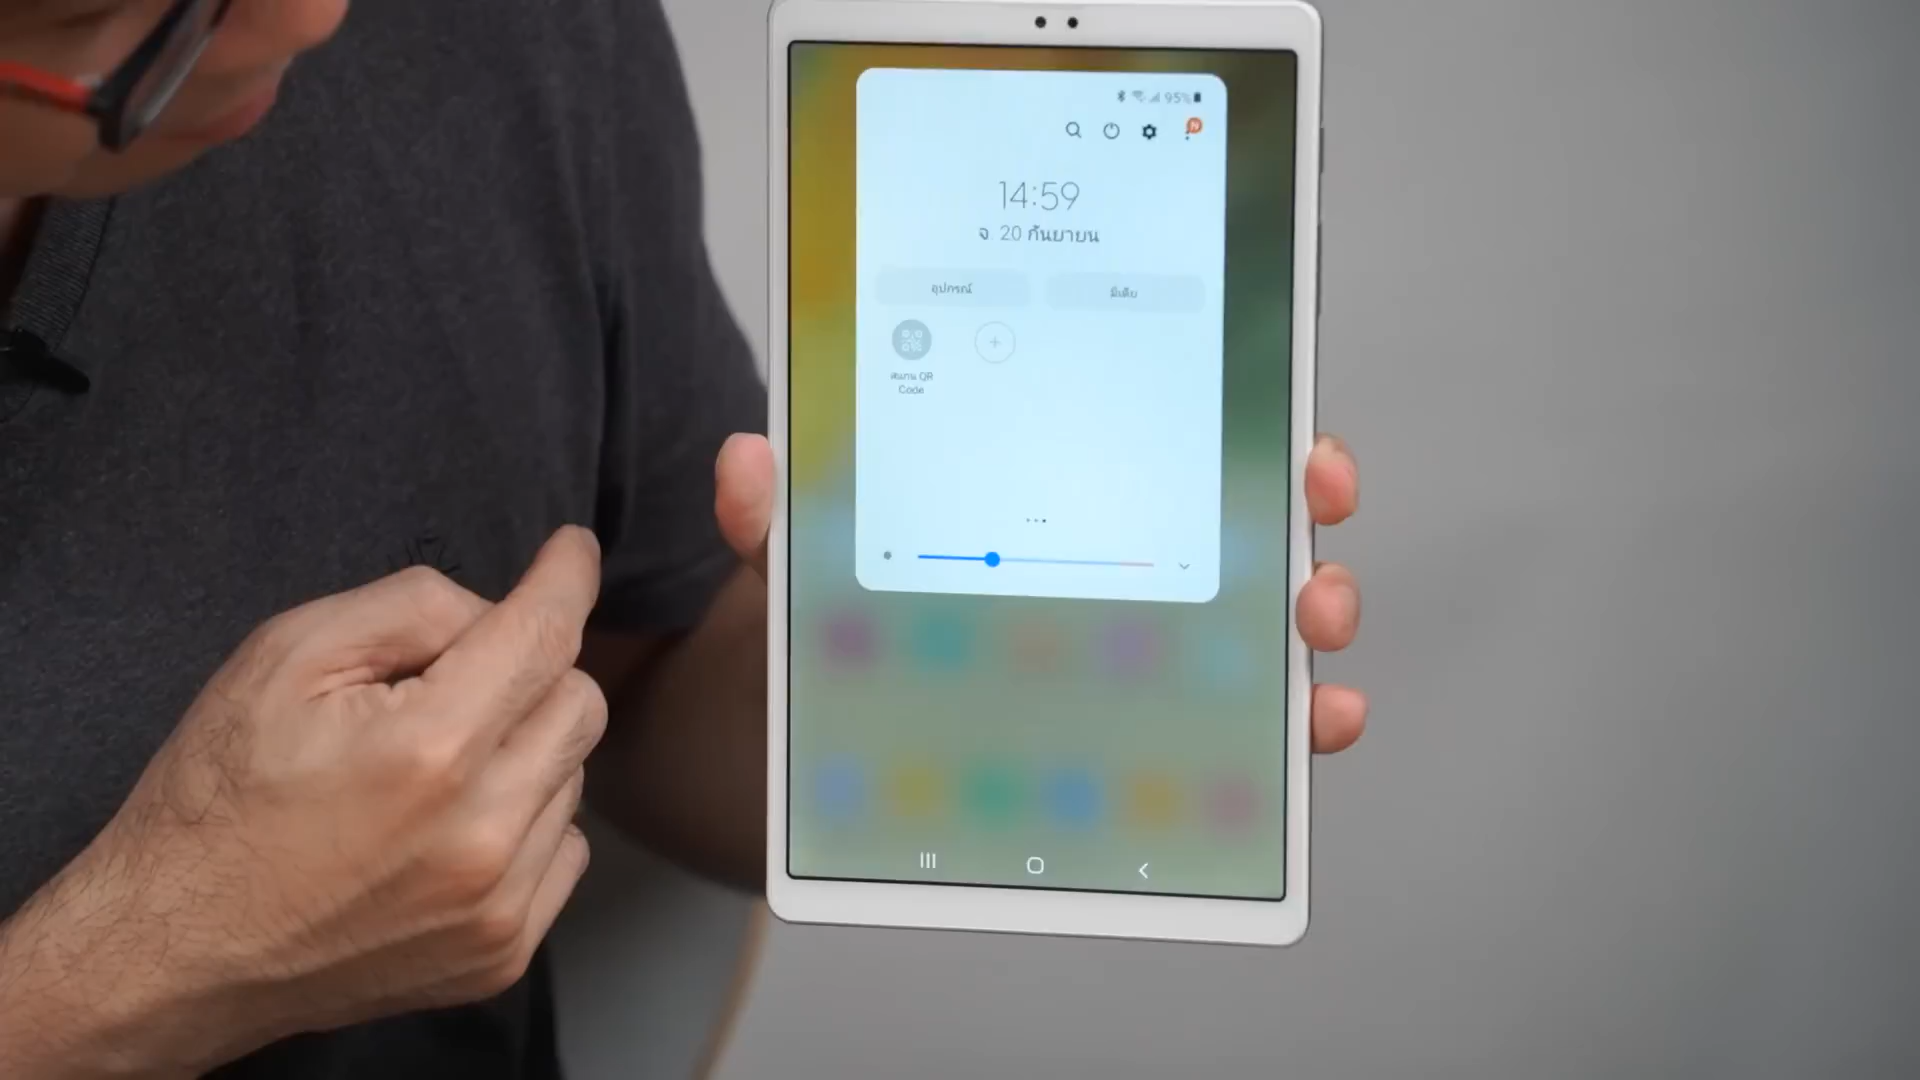 95%
N
14:59
จ. 20 กันยายน
อุปกรณ์
มีเดีย
สแกน QR
Code